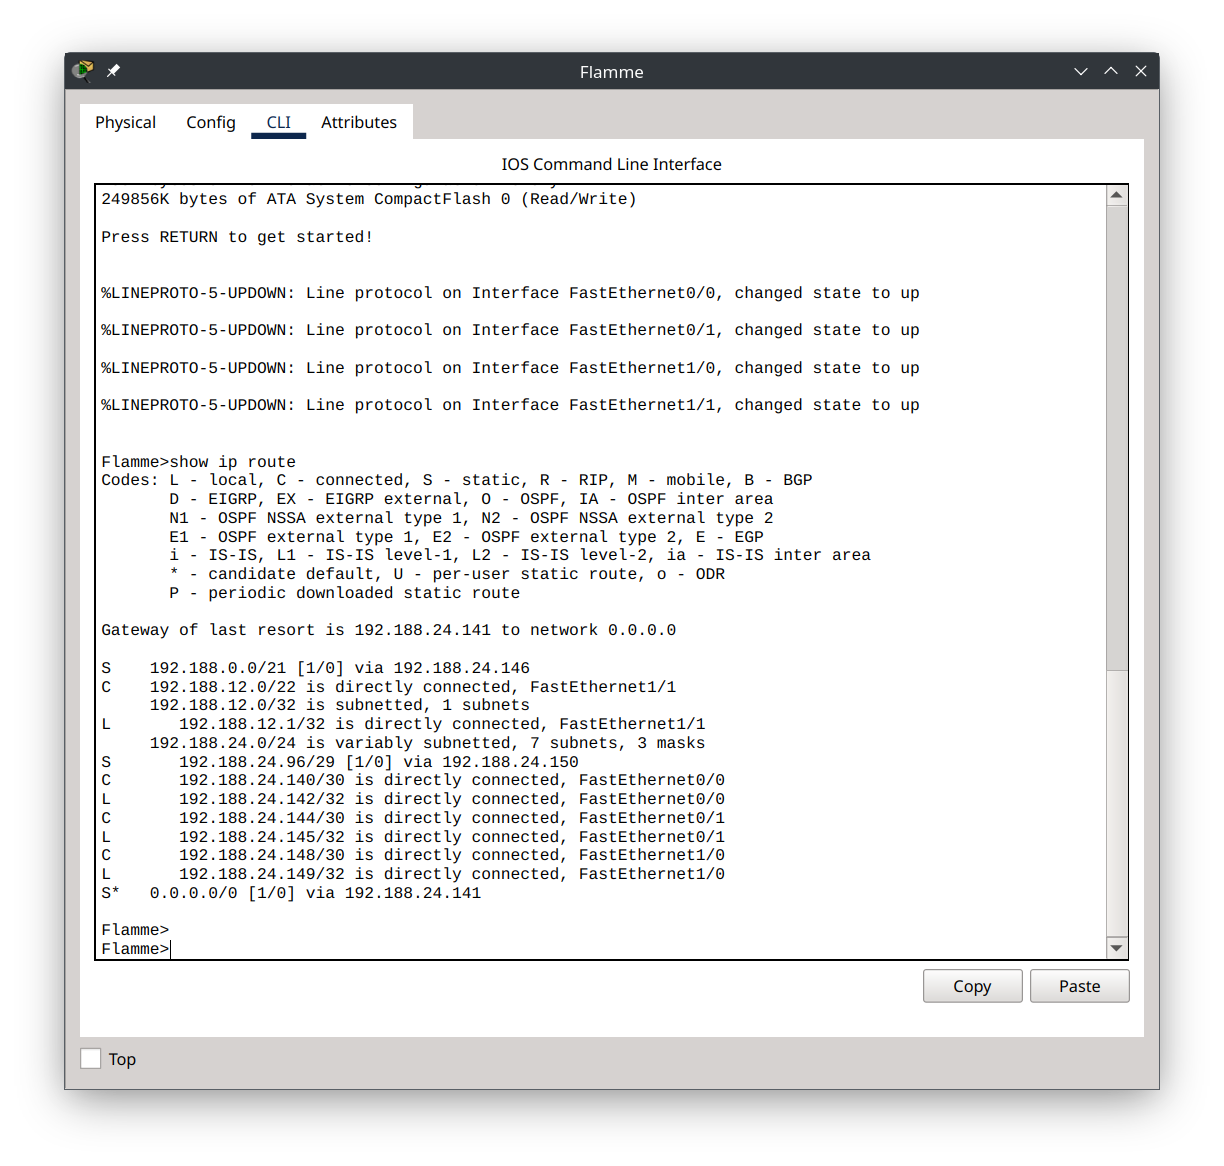 Flamme
Physical Config CLI Attributes
IOS Command Line Interface
249856K bytes of ATA System CompactFlash 0 (Read/Write)
Press RETURN to get started!
%LINEPROTO-5-UPDOWN: Line protocol on Interface FastEthernet0/0, changed state to up
%LINEPROTO-5-UPDOWN: Line protocol on Interface FastEthernet0/1, changed state to up
%LINEPROTO-5-UPDOWN: Line protocol on Interface FastEthernet1/0, changed state to up
%LINEPROTO-5-UPDOWN: Line protocol on Interface FastEthernet1/1, changed state to up
Flamme>show ip route
Codes: L - local, C - connected, S - static, R - RIP, M - mobile, B - BGP
D - EIGRP, EX - EIGRP external, O - OSPF, IA - OSPF inter area
N1 - OSPF NSSA external type 1, N2 - OSPF NSSA external type 2
E1 - OSPF external type 1, E2 - OSPF external type 2, E - EGP
i - IS-IS, L1 - IS-IS level-1, L2 - IS-IS level-2, ia - IS-IS inter area
* - candidate default, U - per-user static route, o - ODR
P - periodic downloaded static route
Gateway of last resort is 192.188.24.141 to network 0.0.0.0
S 192.188.0.0/21 [1/0] via 192.188.24.146
C 192.188.12.0/22 is directly connected, FastEthernet1/1
192.188.12.0/32 is subnetted, 1 subnets
L 192.188.12.1/32 is directly connected, FastEthernet1/1
192.188.24.0/24 is variably subnetted, 7 subnets, 3 masks
S 192.188.24.96/29 [1/0] via 192.188.24.150
C 192.188.24.140/30 is directly connected, FastEthernet0/0
L 192.188.24.142/32 is directly connected, FastEthernet0/0
C 192.188.24.144/30 is directly connected, FastEthernet0/1
L 192.188.24.145/32 is directly connected, FastEthernet0/1
C 192.188.24.148/30 is directly connected, FastEthernet1/0
L 192.188.24.149/32 is directly connected, FastEthernet1/0
S* 0.0.0.0/0 [1/0] via 192.188.24.141
Flamme>
Flamme>
Copy Paste
Top